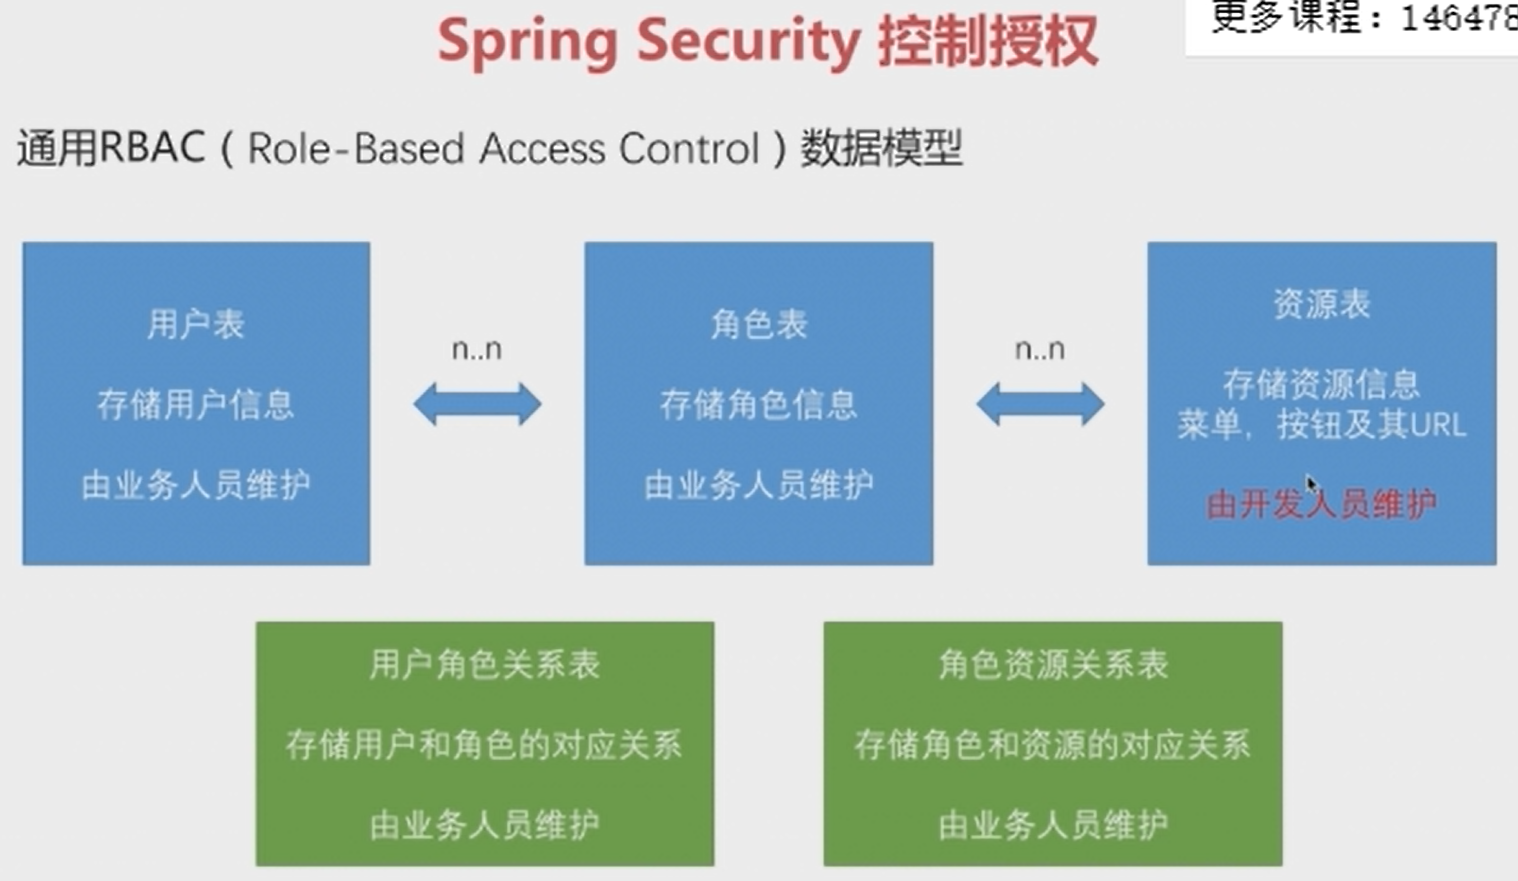 Spring Security 控制授权
更多课程：146478
通用RBAC（Role-Based Access Control）数据模型
用户表
存储用户信息
由业务人员维护
n..n
角色表
存储角色信息
由业务人员维护
n..n
资源表
存储资源信息
菜单，按钮及其URL
由开发人员维护
用户角色关系表
存储用户和角色的对应关系
由业务人员维护
角色资源关系表
存储角色和资源的对应关系
由业务人员维护